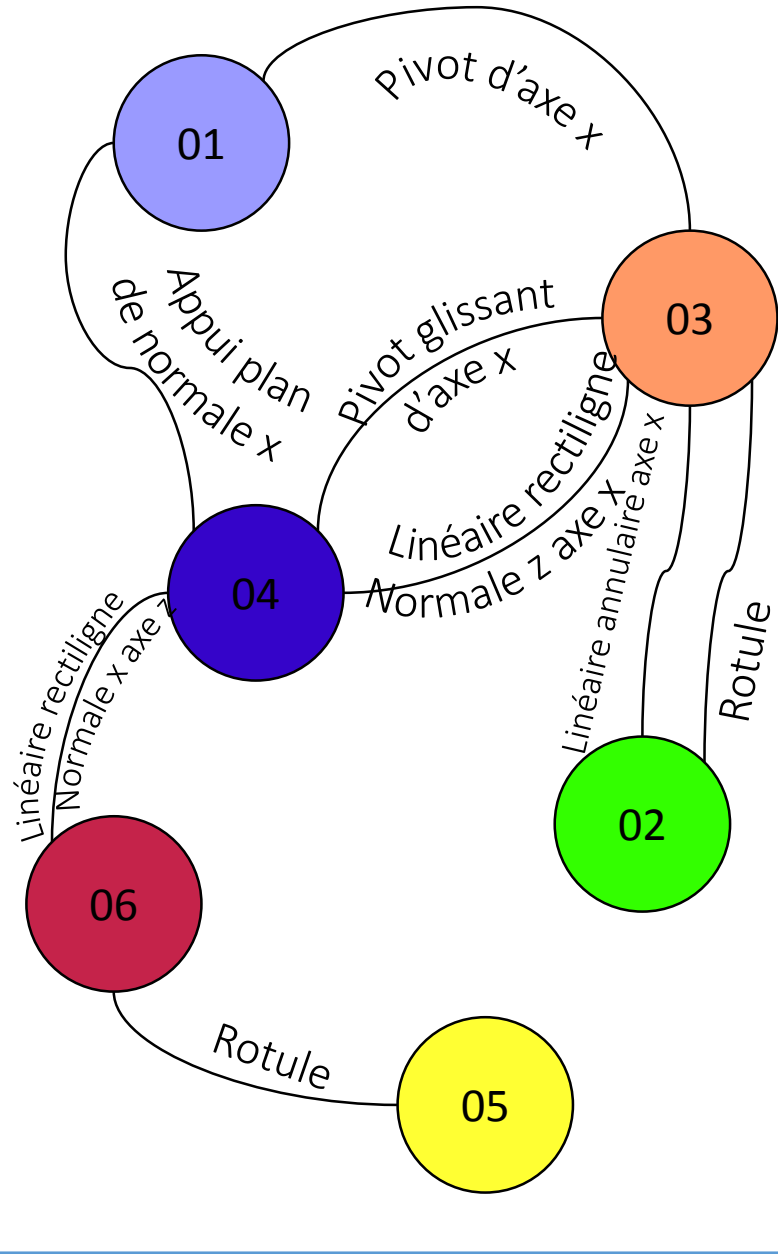 Pivot d’axe x
01
Appui plan
de normale x
03
Pivot glissant
d’axe x
Linéaire rectiligne
Normale z axe x
Linéaire annulaire axe x
Rotule
04
Linéaire rectiligne
Normale x axe z
02
06
Rotule
05